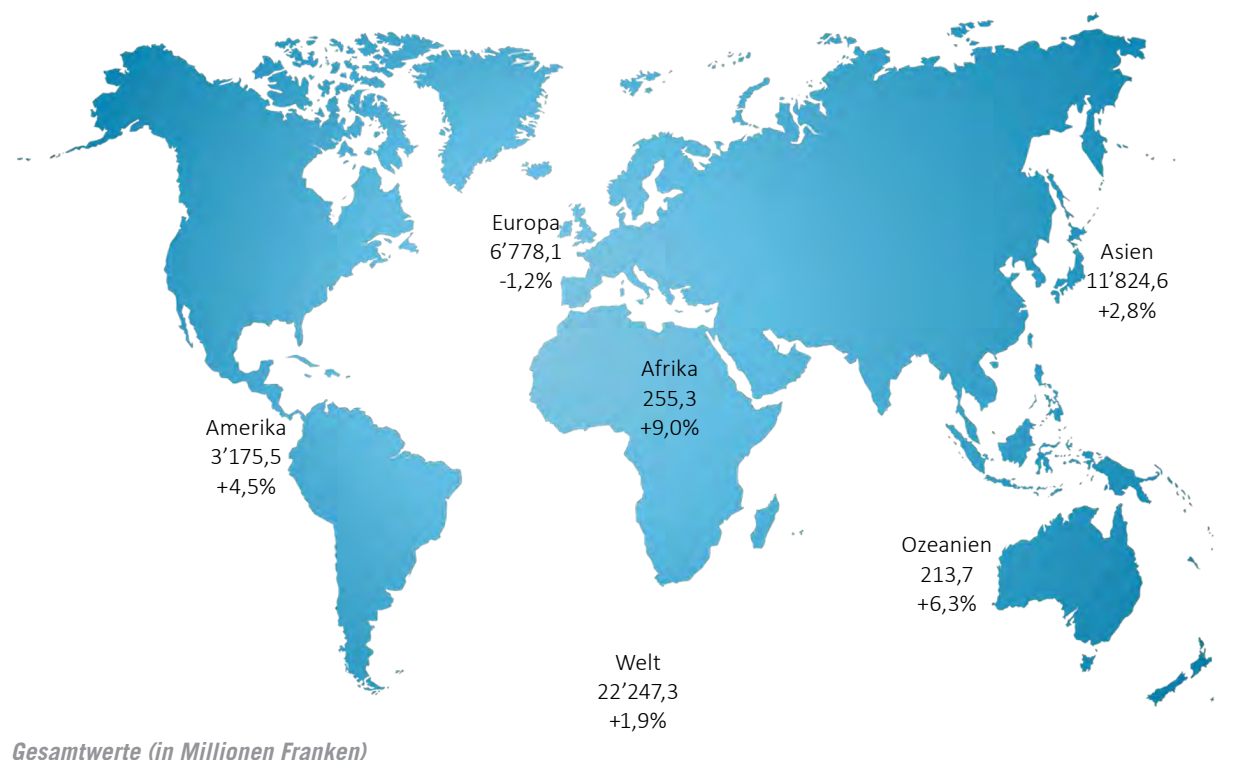 Europa
6’778,1
-1,2%
Asien
11’824,6
+2,8%
Afrika
255,3
+9,0%
Amerika
3’175,5
+4,5%
Ozeanien
213,7
+6,3%
Welt
22’247,3
+1,9%
Gesamtwerte (in Millionen Franken)